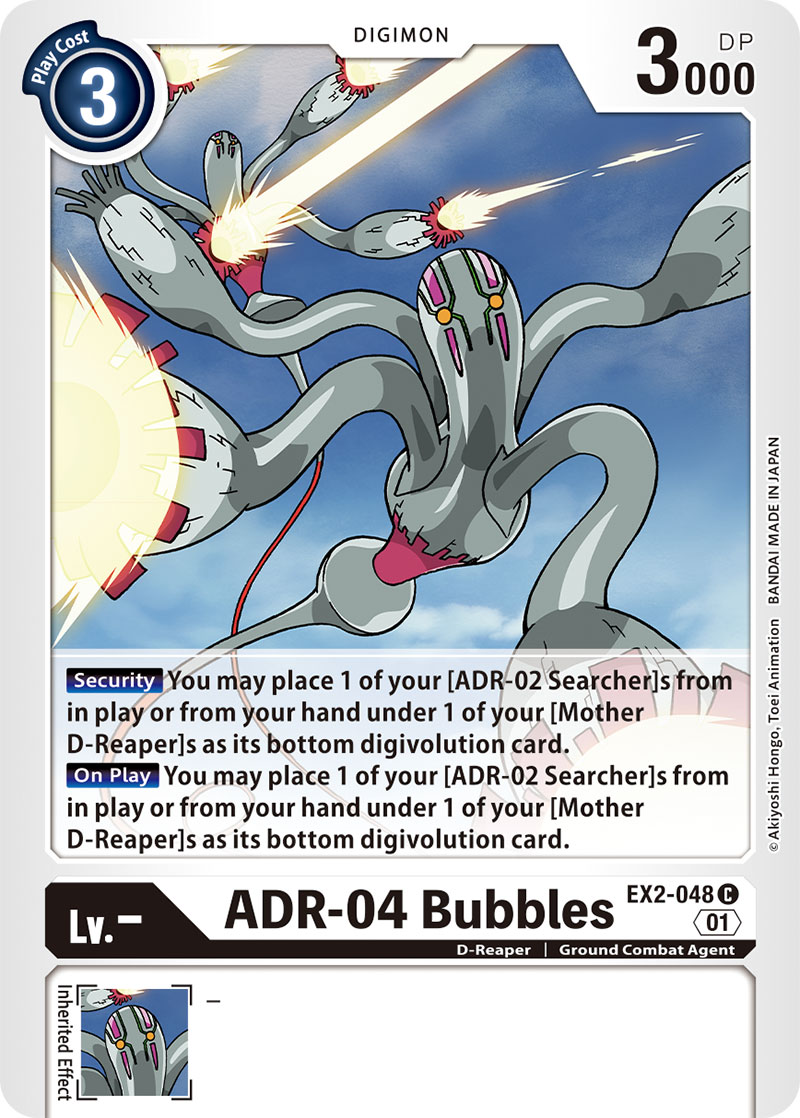 Play Cost
3
DIGIMON
DP
3000
Security You may place 1 of your [ADR-02 Searcher]s from
in play or from your hand under 1 of your [Mother
D-Reaper]s as its bottom digivolution card.
On Play You may place 1 of your [ADR-02 Searcher]s from
in play or from your hand under 1 of your [Mother
D-Reaper]s as its bottom digivolution card.
© Akiyoshi Hongo, Toei Animation BANDAI MADE IN JAPAN
Lv.–
ADR-04 Bubbles
EX2-048 C
01
D-Reaper | Ground Combat Agent
Inherited Effect
–